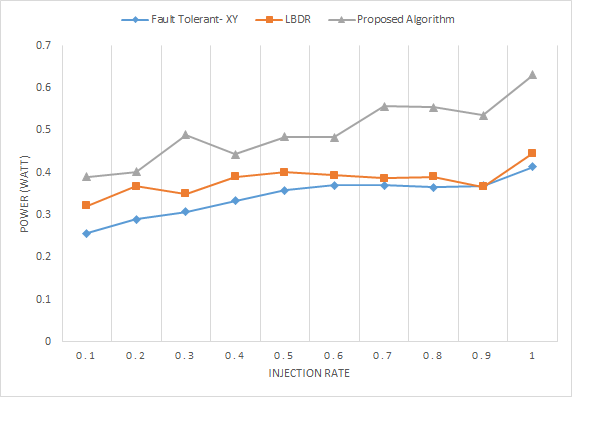 Fault Tolerant- XY LBDR Proposed Algorithm
0.7
0.6
0.5
0.4
0.3
0.2
0.1
0
POWER (WATT)
0.1 0.2 0.3 0.4 0.5 0.6 0.7 0.8 0.9 1
INJECTION RATE